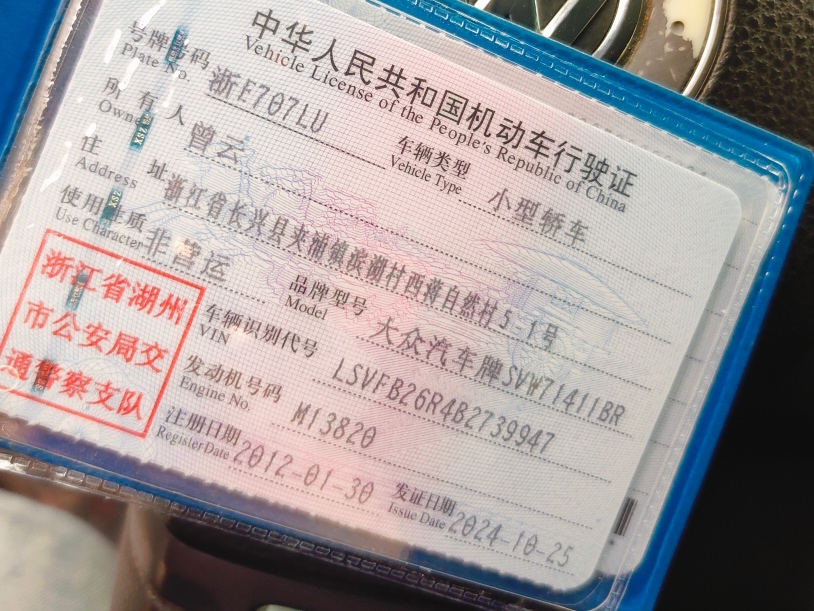 中华人民共和国机动车行驶证
Vehicle License of the People's Republic of China
号牌号码 浙E707LU 车辆类型 小型轿车
Plate No. Vehicle Type
所有人 曾云
Owner
住址 浙江省长兴县夹浦镇滨湖村西蒋自然村5-1号
Address
使用性质 非营运 品牌型号 大众汽车牌SVW71411BR
Use Character Model
浙江省湖州
市公安局交
通警察支队
车辆识别代号 LSVFB26R4B2739947
VIN
发动机号码 M13820
Engine No.
注册日期 2012-01-30 发证日期 2024-10-25
Register Date Issue Date